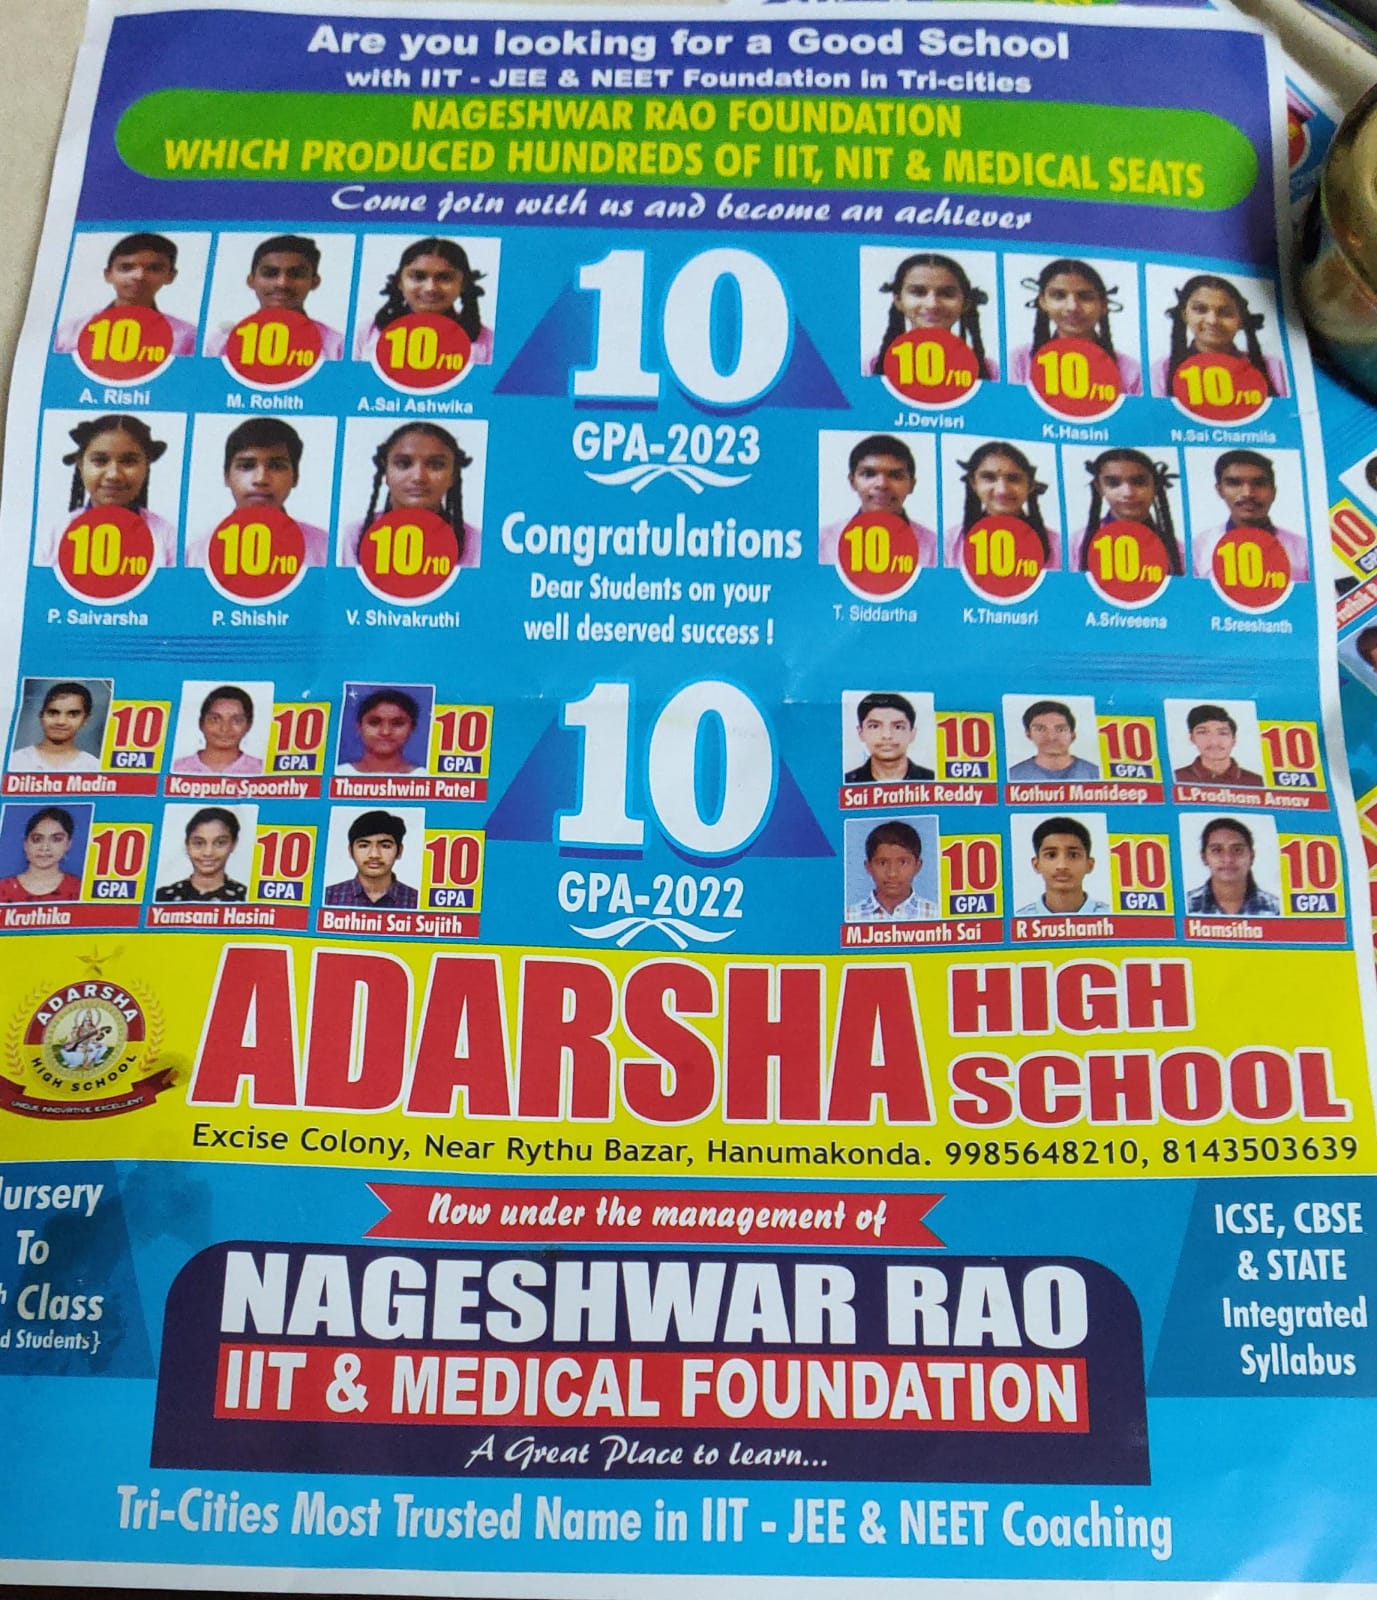 Are you looking for a Good School
with IIT - JEE & NEET Foundation in Tri-cities
NAGESHWAR RAO FOUNDATION
WHICH PRODUCED HUNDREDS OF IIT, NIT & MEDICAL SEATS
Come join with us and become an achiever
10/10 10/10 10/10
A. Rishi M. Rohith A.Sai Ashwika
10
GPA-2023
10/10 10/10 10/10
J.Devisri K.Hasini N.Sai Charmila
10/10 10/10 10/10
P. Saivarsha P. Shishir V. Shivakruthi
Congratulations
Dear Students on your
well deserved success !
10/10 10/10 10/10 10/10
T. Siddartha K.Thanusri A.Sriveeena R.Sreeshanth
10 GPA 10 GPA 10 GPA
Dilisha Madin Koppula Spoorthy Tharushwini Patel
10
GPA-2022
10 GPA 10 GPA 10 GPA
Sai Prathik Reddy Kothuri Manideep L.Pradham Arnav
10 GPA 10 GPA 10 GPA
Kruthika Yamsani Hasini Bathini Sai Sujith
10 GPA 10 GPA 10 GPA
M.Jashwanth Sai R Srushanth Hamsitha
ADARSHA
HIGH SCHOOL
UNIQUE INNOVATIVE EXCELLENT
ADARSHA HIGH
SCHOOL
Excise Colony, Near Rythu Bazar, Hanumakonda. 9985648210, 8143503639
To
Class
Students}
Now under the management of
NAGESHWAR RAO
IIT & MEDICAL FOUNDATION
A Great Place to learn...
ICSE, CBSE
& STATE
Integrated
Syllabus
Tri-Cities Most Trusted Name in IIT - JEE & NEET Coaching